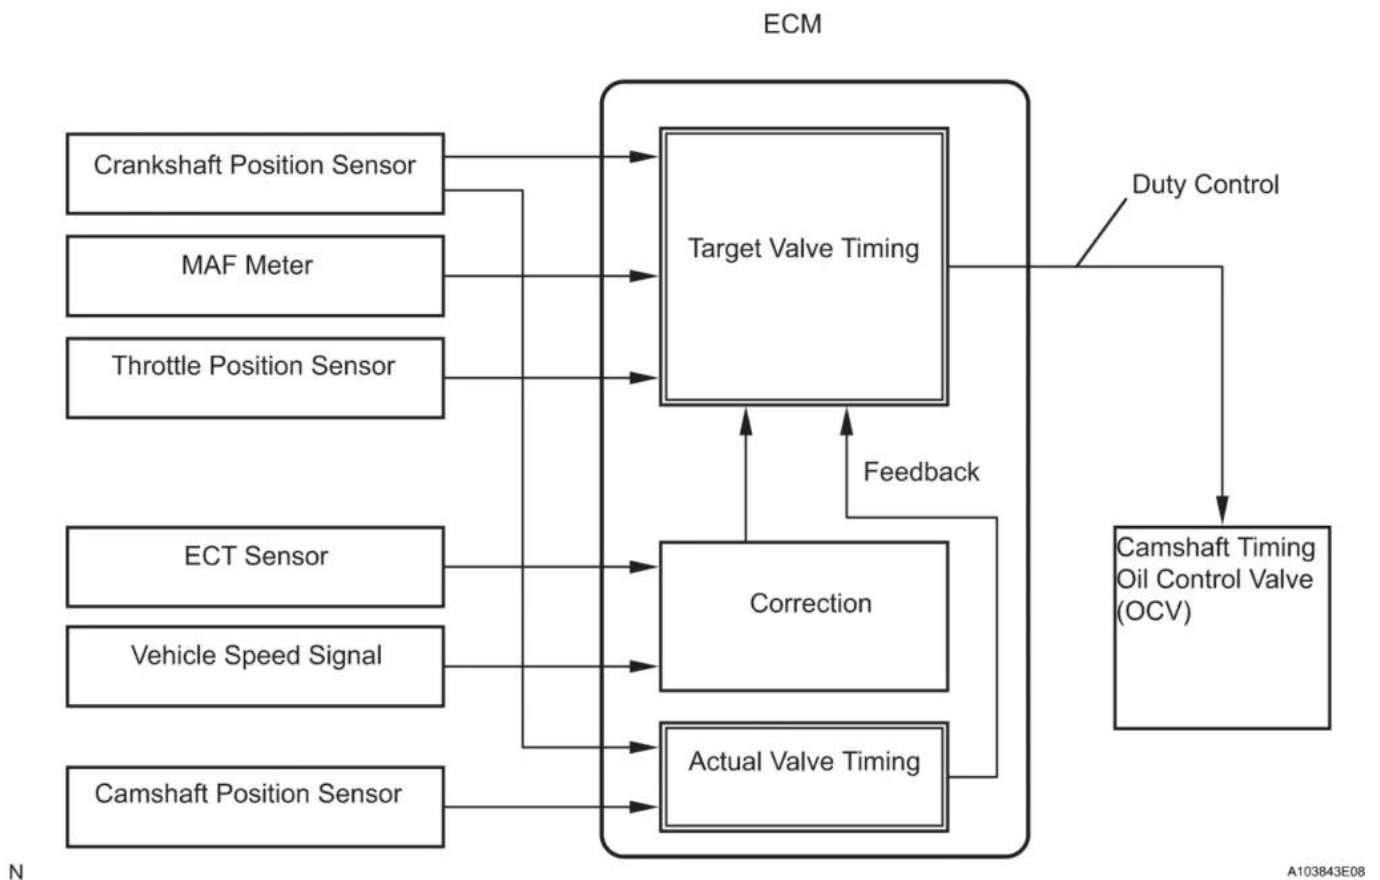 ECM
Crankshaft Position Sensor
MAF Meter
Throttle Position Sensor
Target Valve Timing
Duty Control
Feedback
ECT Sensor
Vehicle Speed Signal
Correction
Camshaft Timing
Oil Control Valve
(OCV)
Camshaft Position Sensor
Actual Valve Timing
N
A103843E08